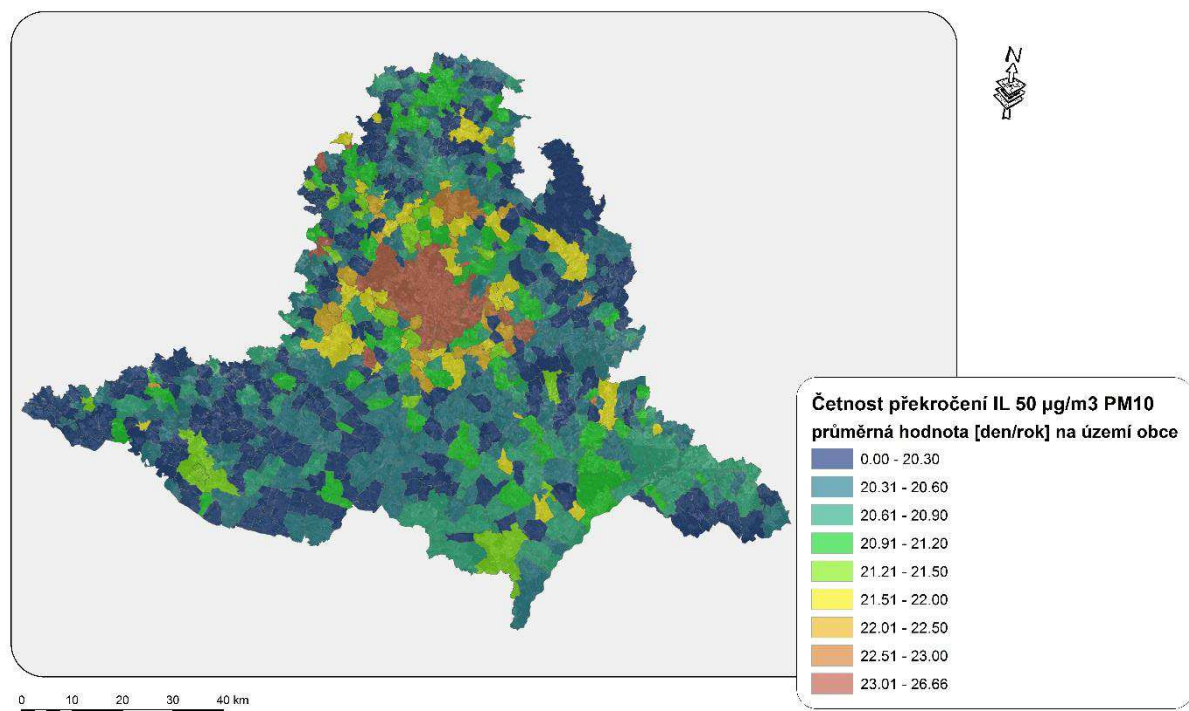 N
Četnost překročení IL 50 µg/m3 PM10
průměrná hodnota [den/rok] na území obce
0.00 - 20.30
20.31 - 20.60
20.61 - 20.90
20.91 - 21.20
21.21 - 21.50
21.51 - 22.00
22.01 - 22.50
22.51 - 23.00
23.01 - 26.66
0 10 20 30 40 km